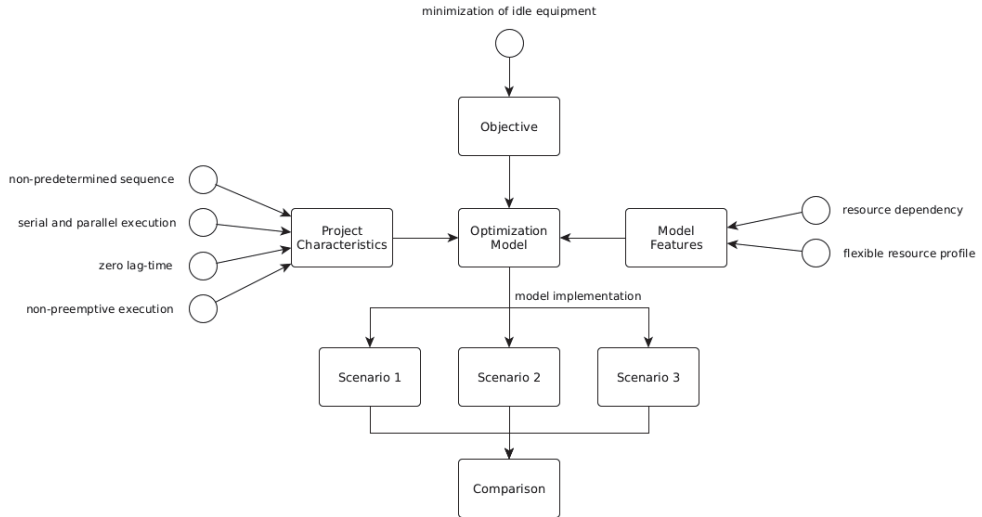 minimization of idle equipment
Objective
non-predetermined sequence
serial and parallel execution
zero lag-time
non-preemptive execution
Project
Characteristics
Optimization
Model
Model
Features
resource dependency
flexible resource profile
model implementation
Scenario 1
Scenario 2
Scenario 3
Comparison